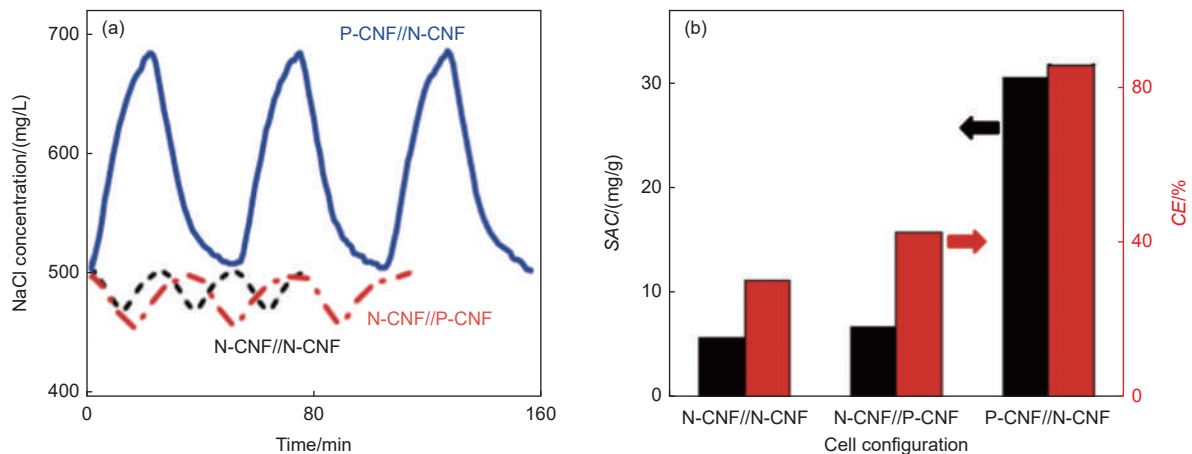 (a)
P-CNF//N-CNF
700
600
500
400
NaCl concentration/(mg/L)
N-CNF//P-CNF
N-CNF//N-CNF
0
80
160
Time/min
(b)
30
20
10
0
SAC/(mg/g)
80
40
0
CE/%
N-CNF//N-CNF
N-CNF//P-CNF
P-CNF//N-CNF
Cell configuration